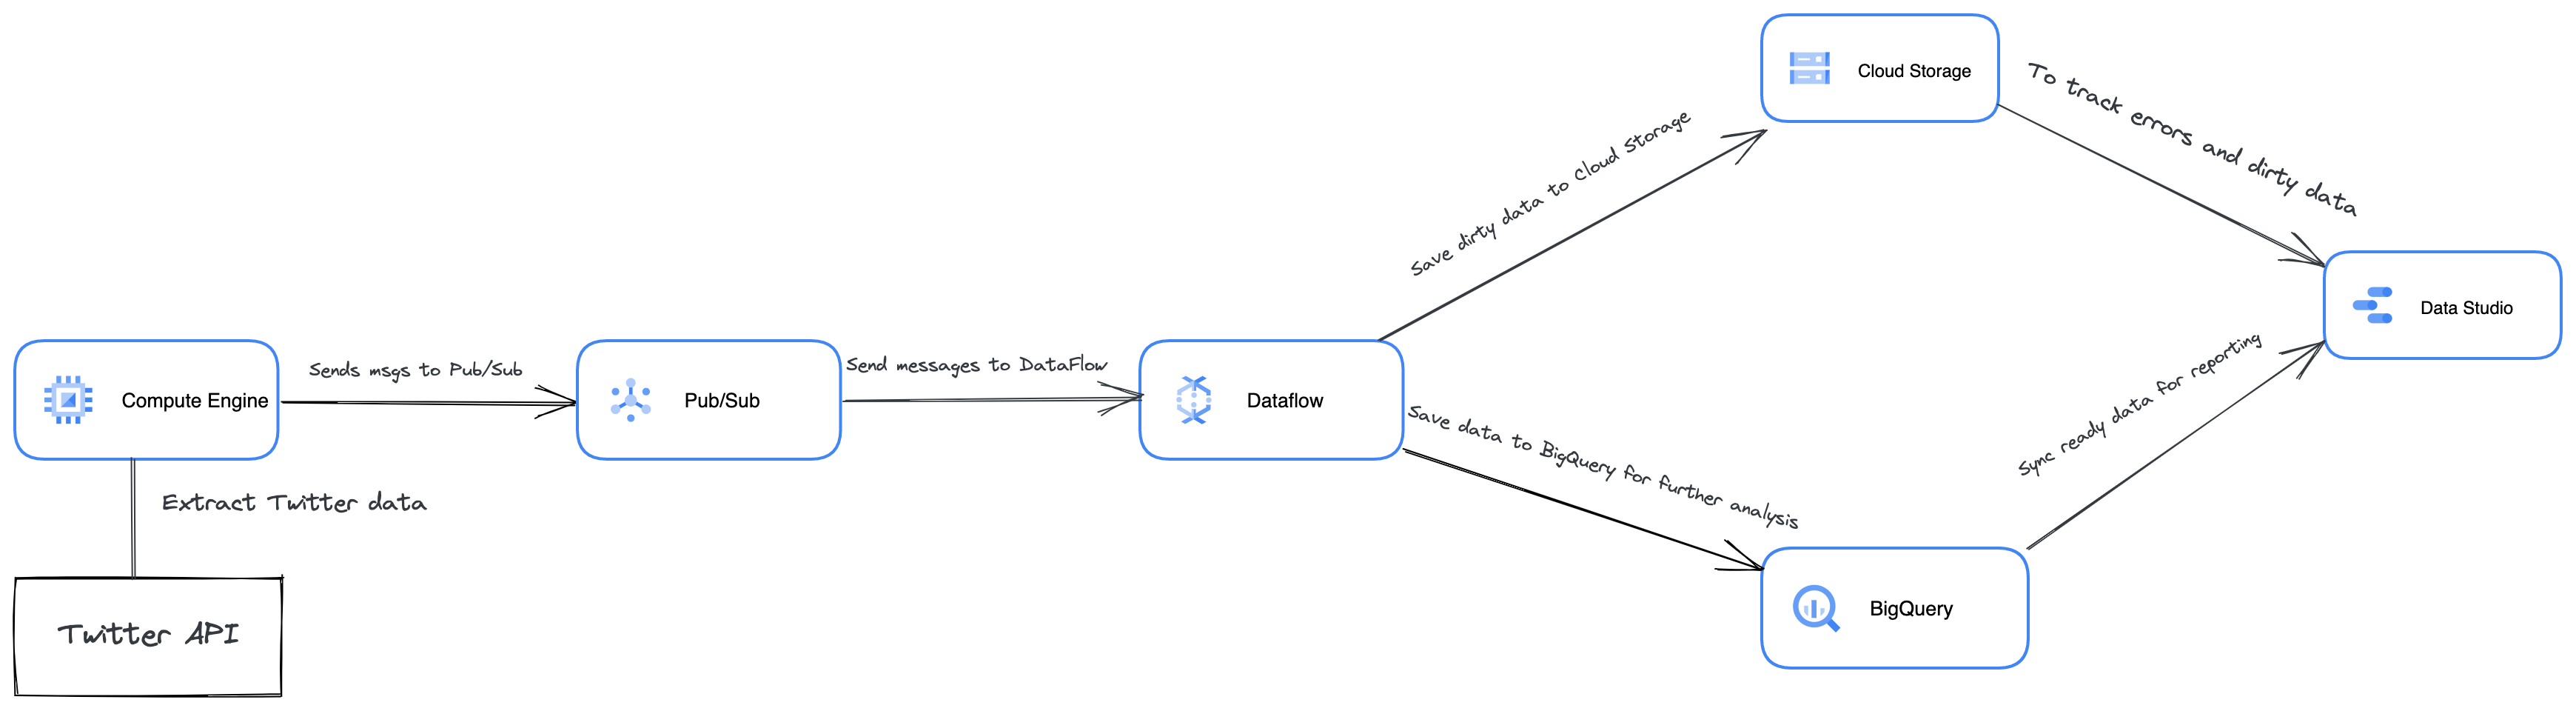 Cloud Storage
To track errors and dirty data
Save dirty data to Cloud Storage
Data Studio
Compute Engine
Sends msgs to Pub/Sub
Pub/Sub
Send messages to DataFlow
Dataflow
Save data to BigQuery for further analysis
Sync ready data for reporting
Extract Twitter data
BigQuery
Twitter API